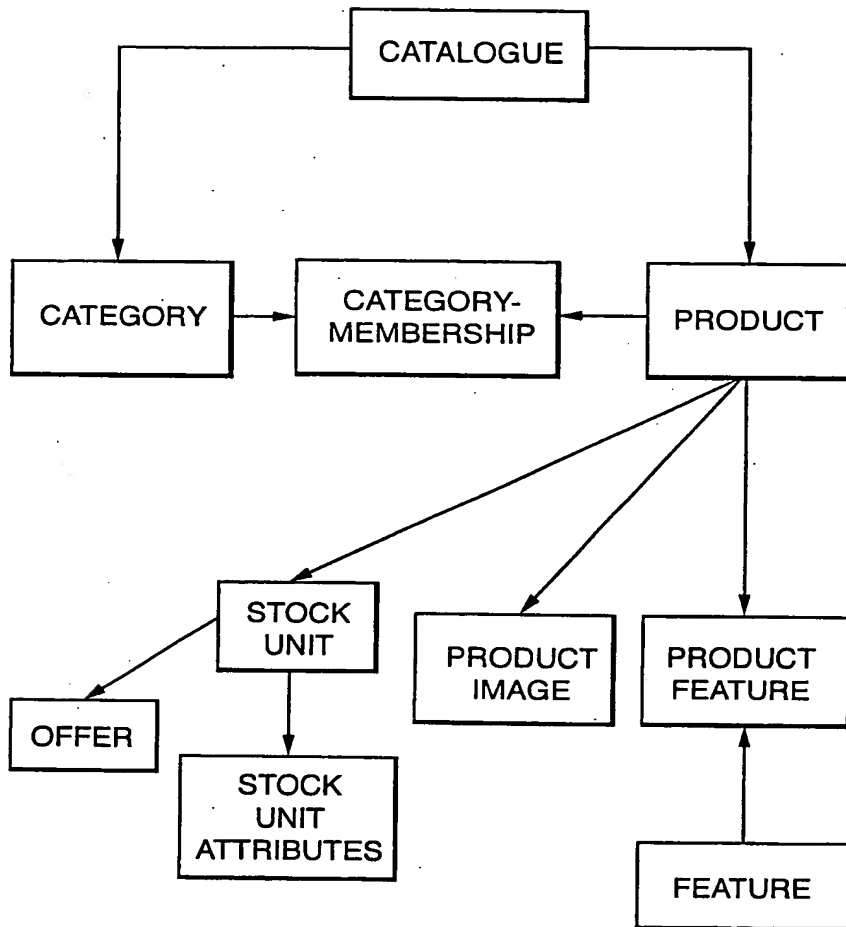 CATALOGUE
CATEGORY
CATEGORY-
MEMBERSHIP
PRODUCT
STOCK
UNIT
PRODUCT
IMAGE
PRODUCT
FEATURE
OFFER
STOCK
UNIT
ATTRIBUTES
FEATURE